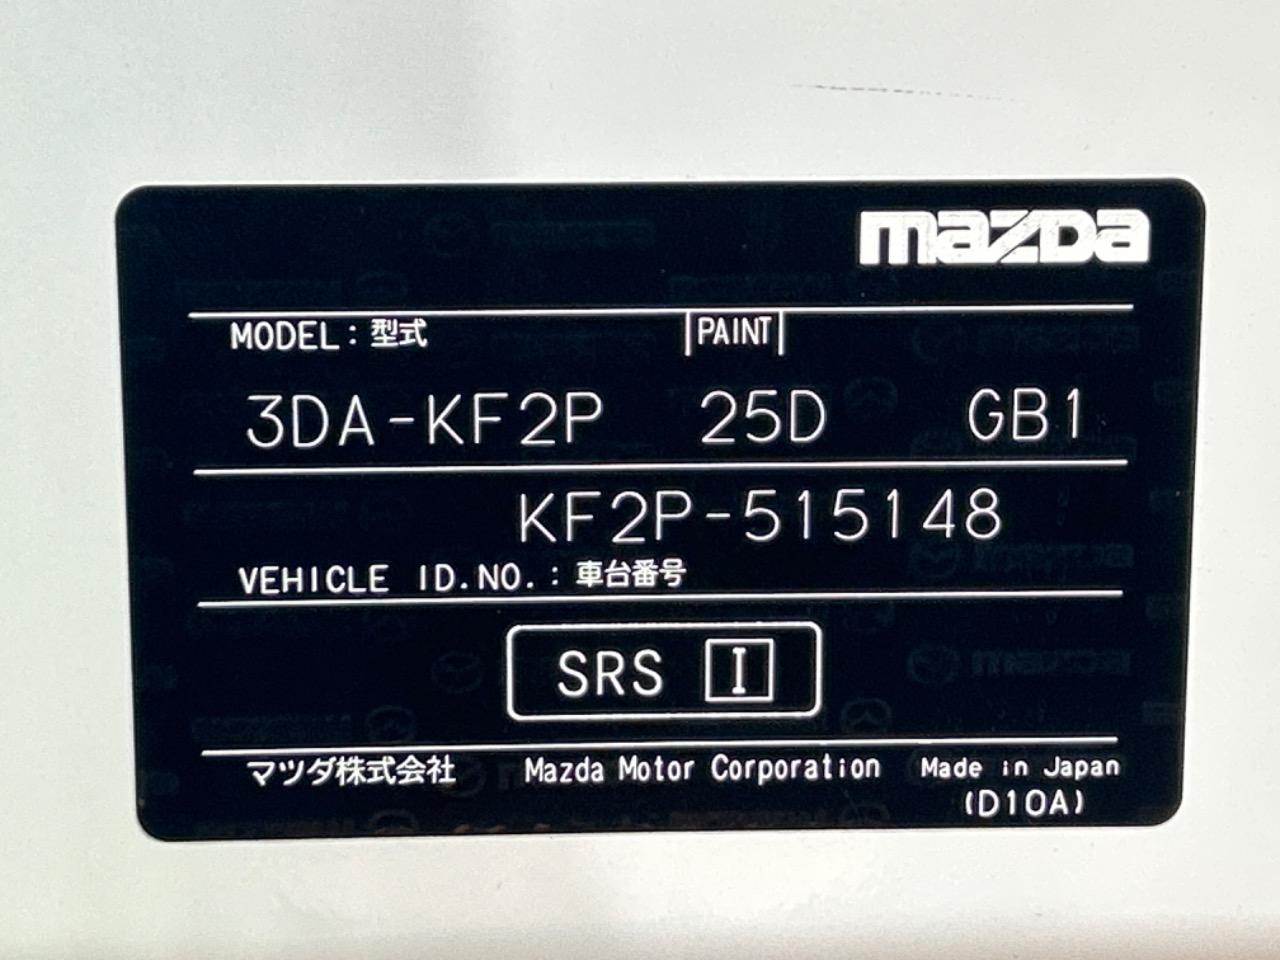 mazda
MODEL：型式 PAINT
3DA-KF2P 25D GB1
KF2P-515148
VEHICLE ID.NO.：車台番号
SRS I
マツダ株式会社 Mazda Motor Corporation Made in Japan
(D10A)